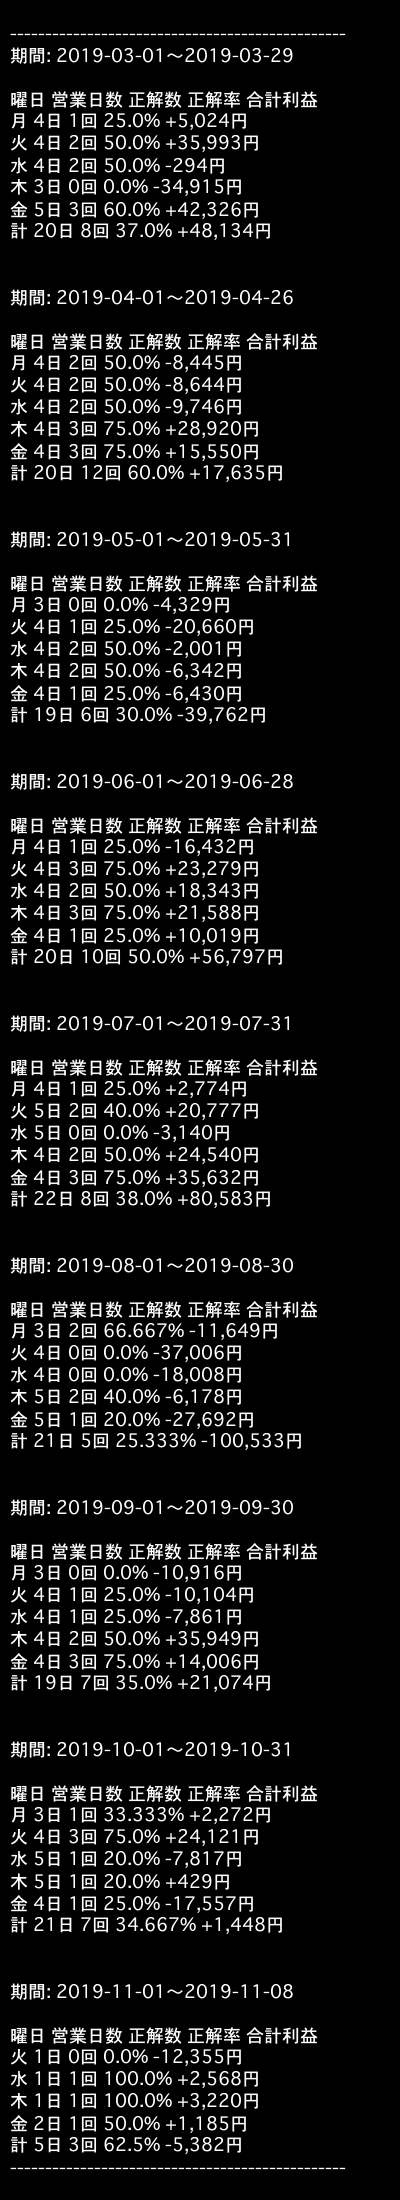 ------------------------------------------------
期間: 2019-03-01〜2019-03-29
曜日 営業日数 正解数 正解率 合計利益
月 4日 1回 25.0% +5,024円
火 4日 2回 50.0% +35,993円
水 4日 2回 50.0% -294円
木 3日 0回 0.0% -34,915円
金 5日 3回 60.0% +42,326円
計 20日 8回 37.0% +48,134円
期間: 2019-04-01〜2019-04-26
曜日 営業日数 正解数 正解率 合計利益
月 4日 2回 50.0% -8,445円
火 4日 2回 50.0% -8,644円
水 4日 2回 50.0% -9,746円
木 4日 3回 75.0% +28,920円
金 4日 3回 75.0% +15,550円
計 20日 12回 60.0% +17,635円
期間: 2019-05-01〜2019-05-31
曜日 営業日数 正解数 正解率 合計利益
月 3日 0回 0.0% -4,329円
火 4日 1回 25.0% -20,660円
水 4日 2回 50.0% -2,001円
木 4日 2回 50.0% -6,342円
金 4日 1回 25.0% -6,430円
計 19日 6回 30.0% -39,762円
期間: 2019-06-01〜2019-06-28
曜日 営業日数 正解数 正解率 合計利益
月 4日 1回 25.0% -16,432円
火 4日 3回 75.0% +23,279円
水 4日 2回 50.0% +18,343円
木 4日 3回 75.0% +21,588円
金 4日 1回 25.0% +10,019円
計 20日 10回 50.0% +56,797円
期間: 2019-07-01〜2019-07-31
曜日 営業日数 正解数 正解率 合計利益
月 4日 1回 25.0% +2,774円
火 5日 2回 40.0% +20,777円
水 5日 0回 0.0% -3,140円
木 4日 2回 50.0% +24,540円
金 4日 3回 75.0% +35,632円
計 22日 8回 38.0% +80,583円
期間: 2019-08-01〜2019-08-30
曜日 営業日数 正解数 正解率 合計利益
月 3日 2回 66.667% -11,649円
火 4日 0回 0.0% -37,006円
水 4日 0回 0.0% -18,008円
木 5日 2回 40.0% -6,178円
金 5日 1回 20.0% -27,692円
計 21日 5回 25.333% -100,533円
期間: 2019-09-01〜2019-09-30
曜日 営業日数 正解数 正解率 合計利益
月 3日 0回 0.0% -10,916円
火 4日 1回 25.0% -10,104円
水 4日 1回 25.0% -7,861円
木 4日 2回 50.0% +35,949円
金 4日 3回 75.0% +14,006円
計 19日 7回 35.0% +21,074円
期間: 2019-10-01〜2019-10-31
曜日 営業日数 正解数 正解率 合計利益
月 3日 1回 33.333% +2,272円
火 4日 3回 75.0% +24,121円
水 5日 1回 20.0% -7,817円
木 5日 1回 20.0% +429円
金 4日 1回 25.0% -17,557円
計 21日 7回 34.667% +1,448円
期間: 2019-11-01〜2019-11-08
曜日 営業日数 正解数 正解率 合計利益
火 1日 0回 0.0% -12,355円
水 1日 1回 100.0% +2,568円
木 1日 1回 100.0% +3,220円
金 2日 1回 50.0% +1,185円
計 5日 3回 62.5% -5,382円
------------------------------------------------